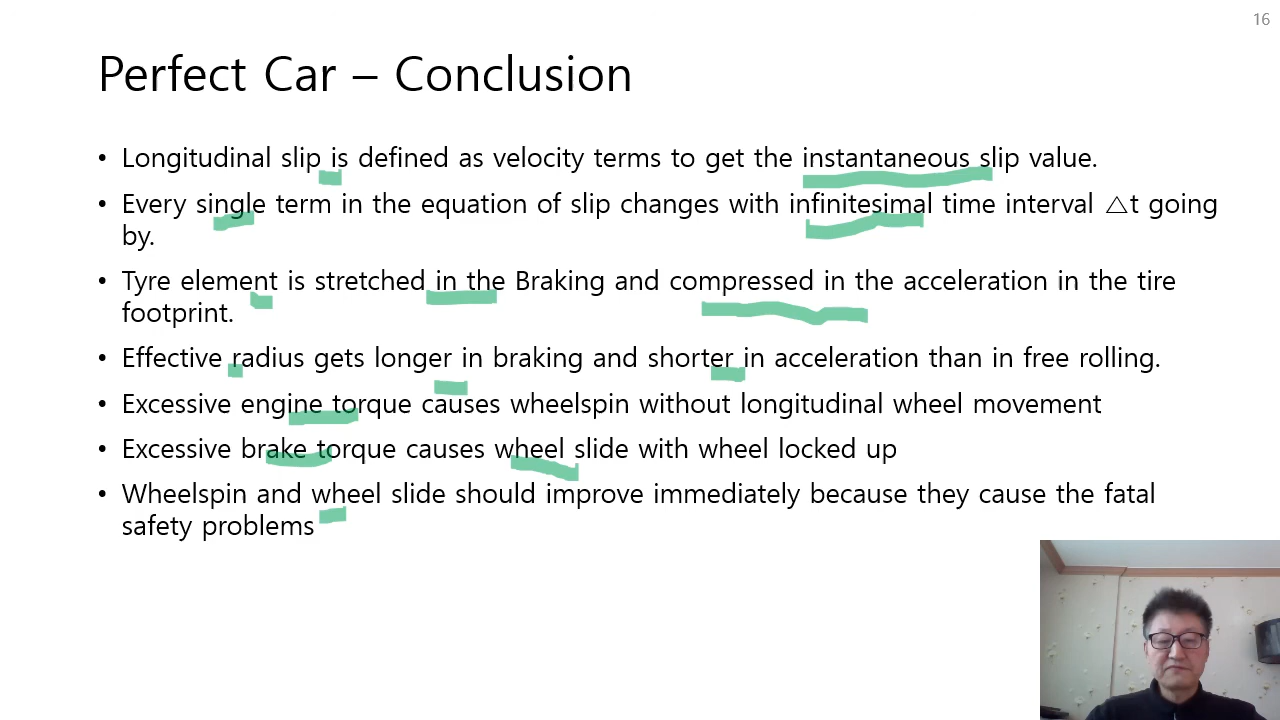 16
Perfect Car – Conclusion
• Longitudinal slip is defined as velocity terms to get the instantaneous slip value.
• Every single term in the equation of slip changes with infinitesimal time interval △t going
by.
• Tyre element is stretched in the Braking and compressed in the acceleration in the tire
footprint.
• Effective radius gets longer in braking and shorter in acceleration than in free rolling.
• Excessive engine torque causes wheelspin without longitudinal wheel movement
• Excessive brake torque causes wheel slide with wheel locked up
• Wheelspin and wheel slide should improve immediately because they cause the fatal
safety problems